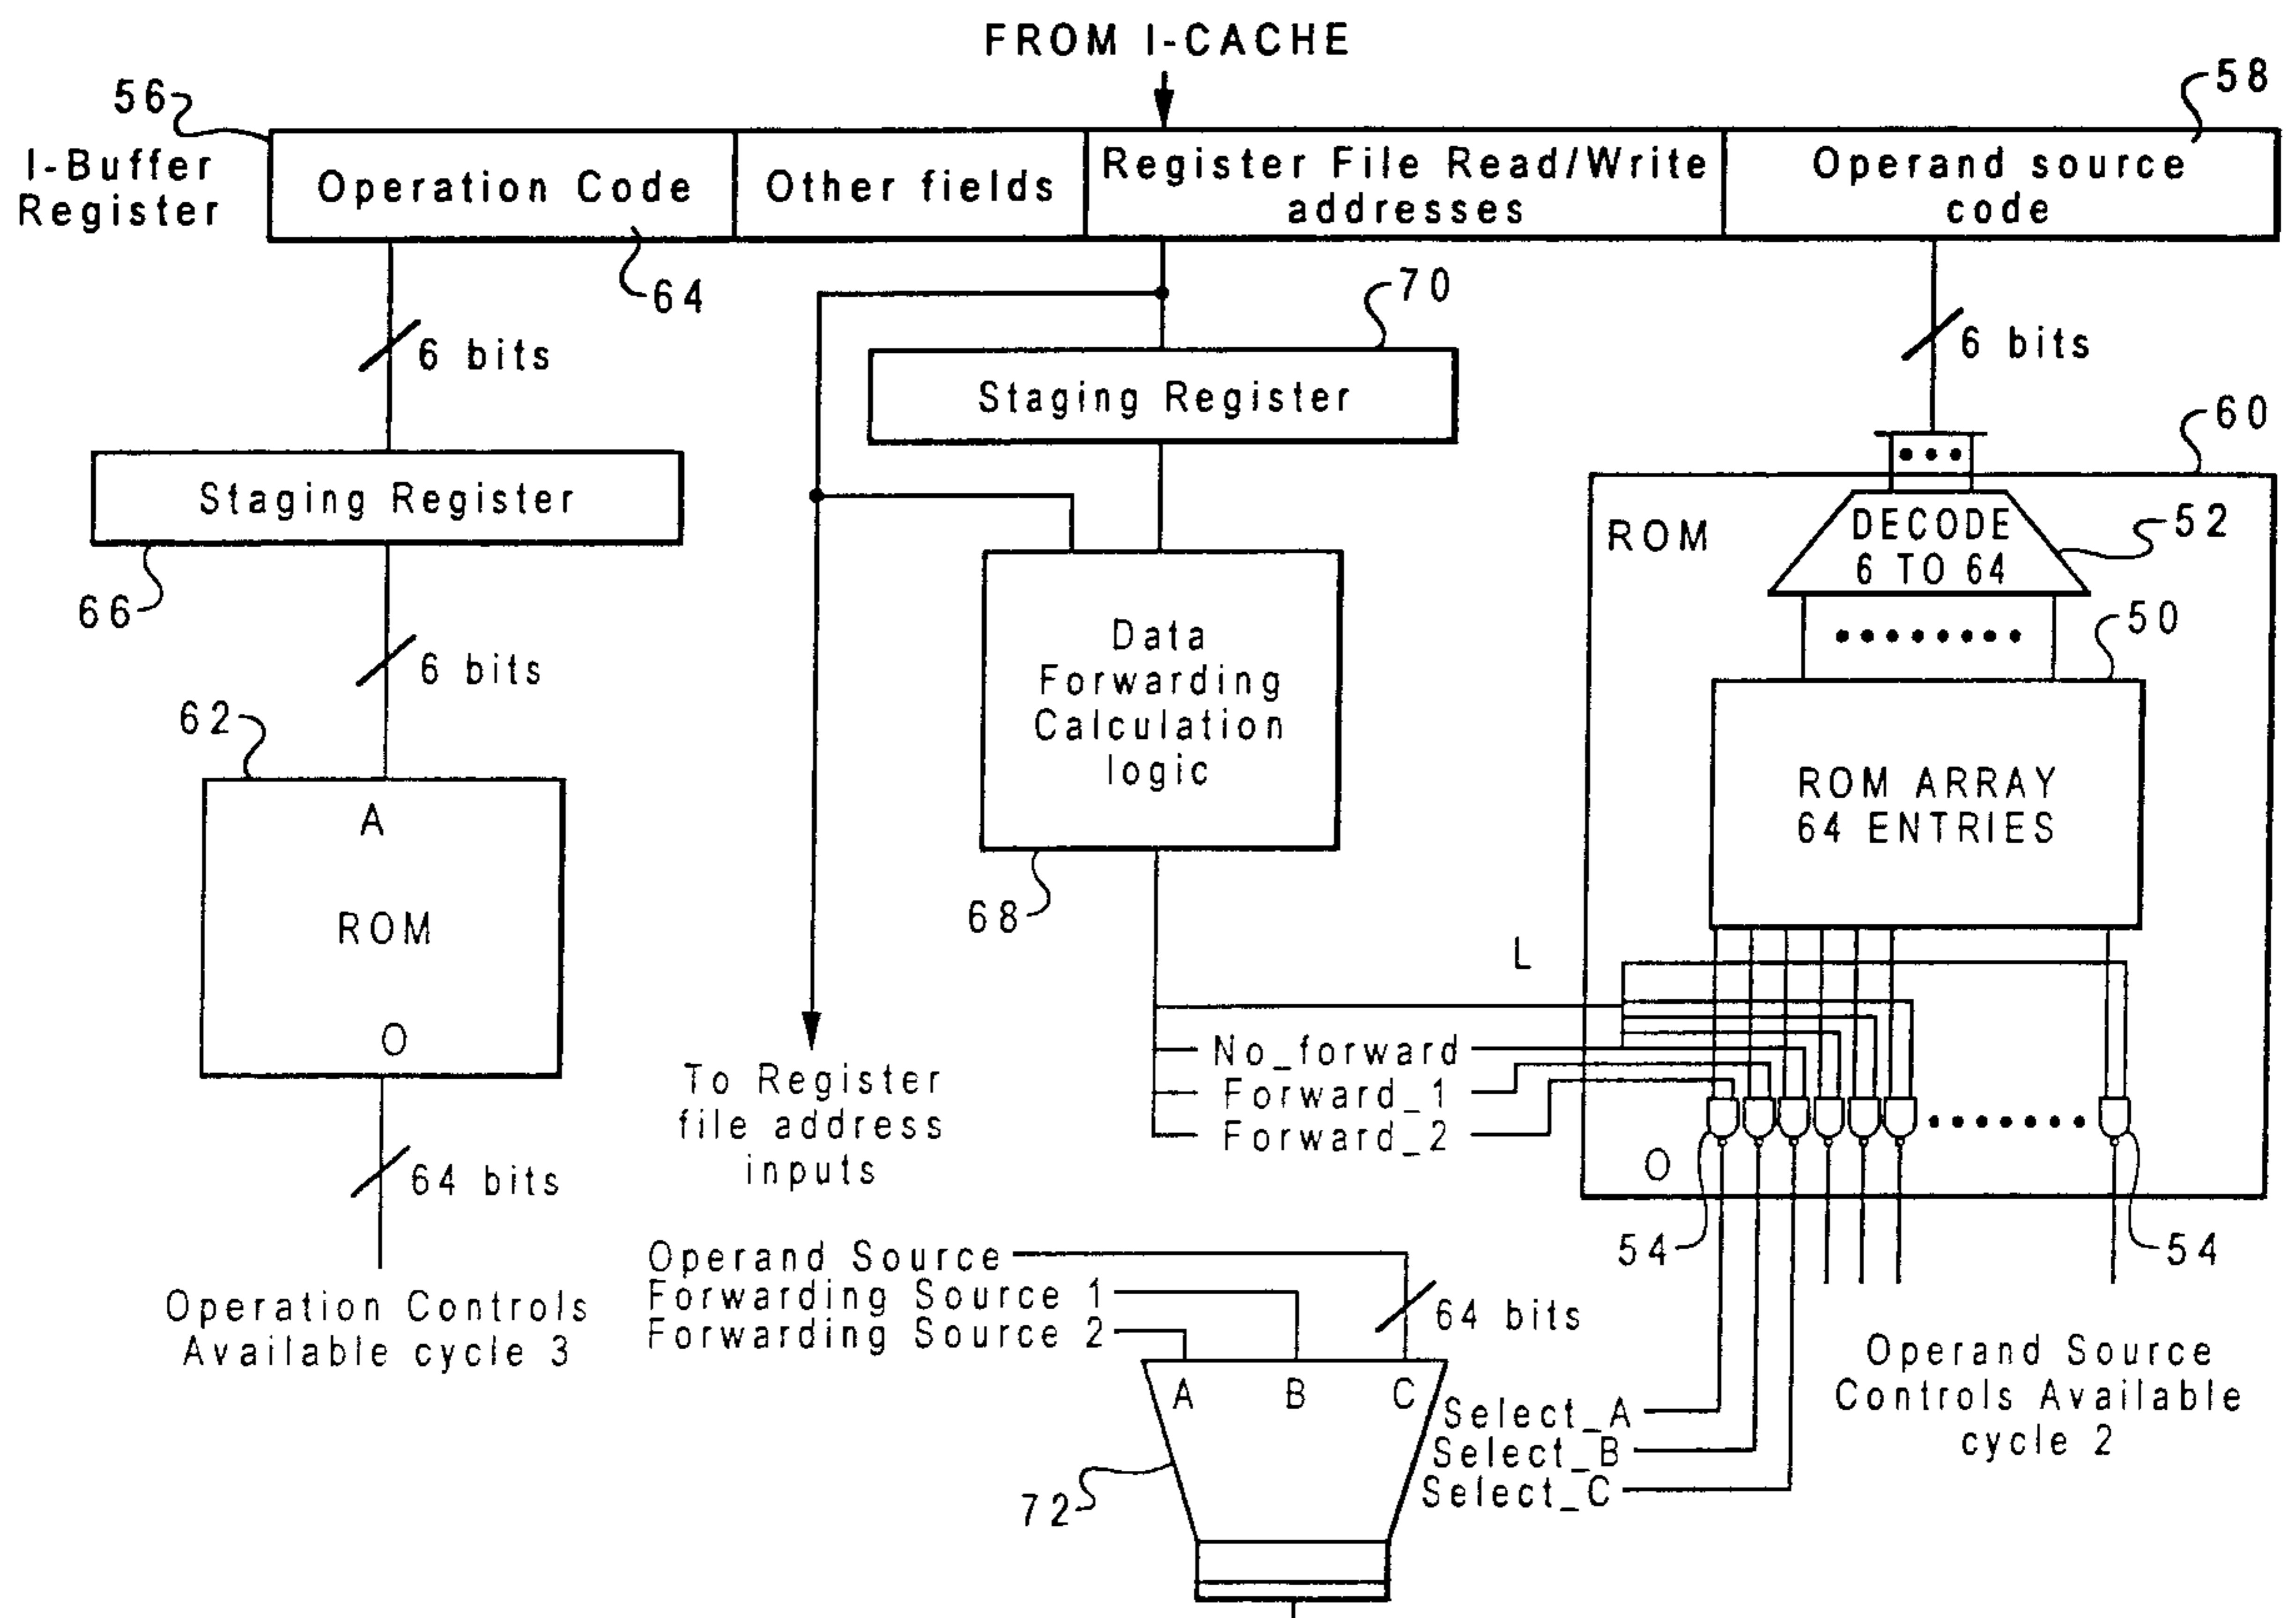 FROM I-CACHE
56
58
I-Buffer
Register
Operation Code
Other fields
Register File Read/Write
addresses
Operand source
code
64
70
6 bits
6 bits
Staging Register
60
Staging Register
ROM
DECODE
6 TO 64
52
66
50
6 bits
Data
Forwarding
Calculation
logic
62
A
ROM
O
ROM ARRAY
64 ENTRIES
68
L
No_forward
Forward_1
Forward_2
To Register
file address
inputs
O
64 bits
54
54
Operand Source
Forwarding Source 1
Forwarding Source 2
64 bits
Operation Controls
Available cycle 3
A
B
C
Select_A
Select_B
Select_C
Operand Source
Controls Available
cycle 2
72